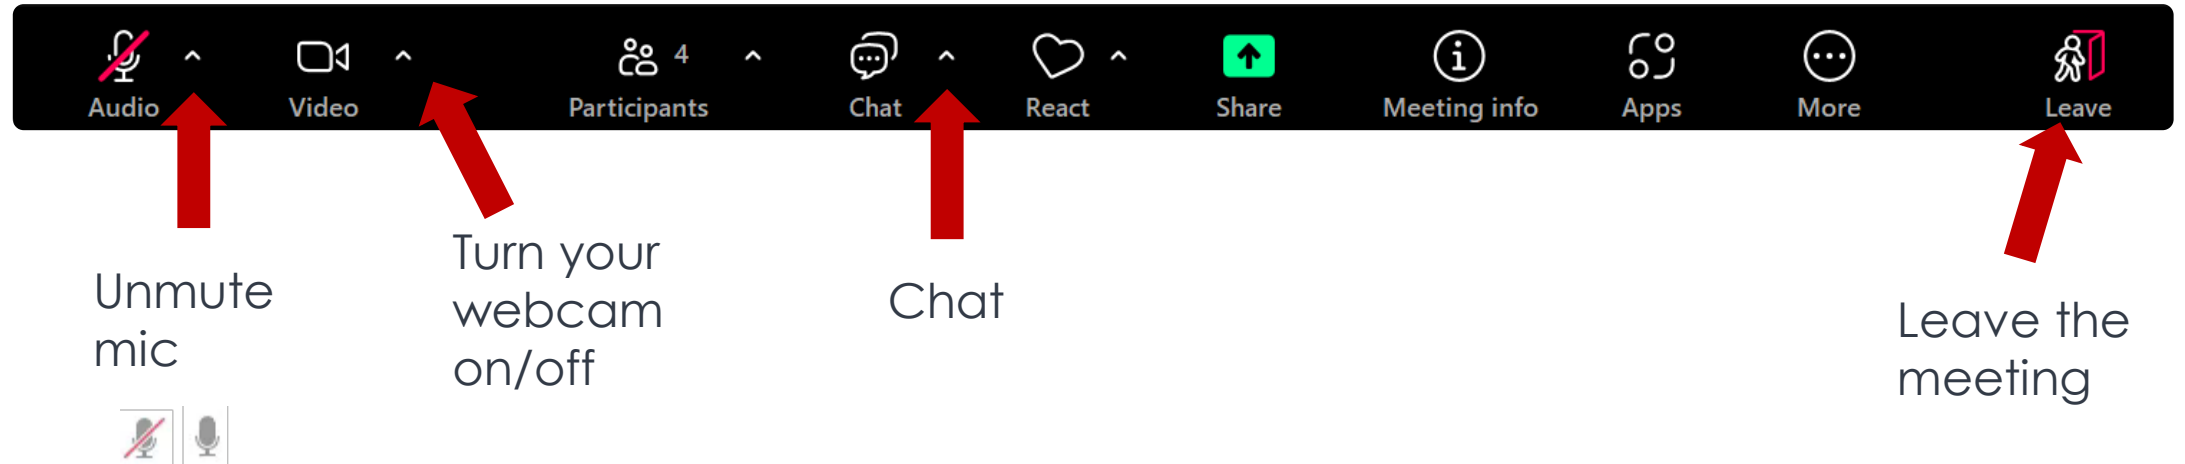 4
Audio Video Participants Chat React Share Meeting info Apps More Leave
Unmute
mic
Turn your
webcam
on/off
Chat
Leave the
meeting